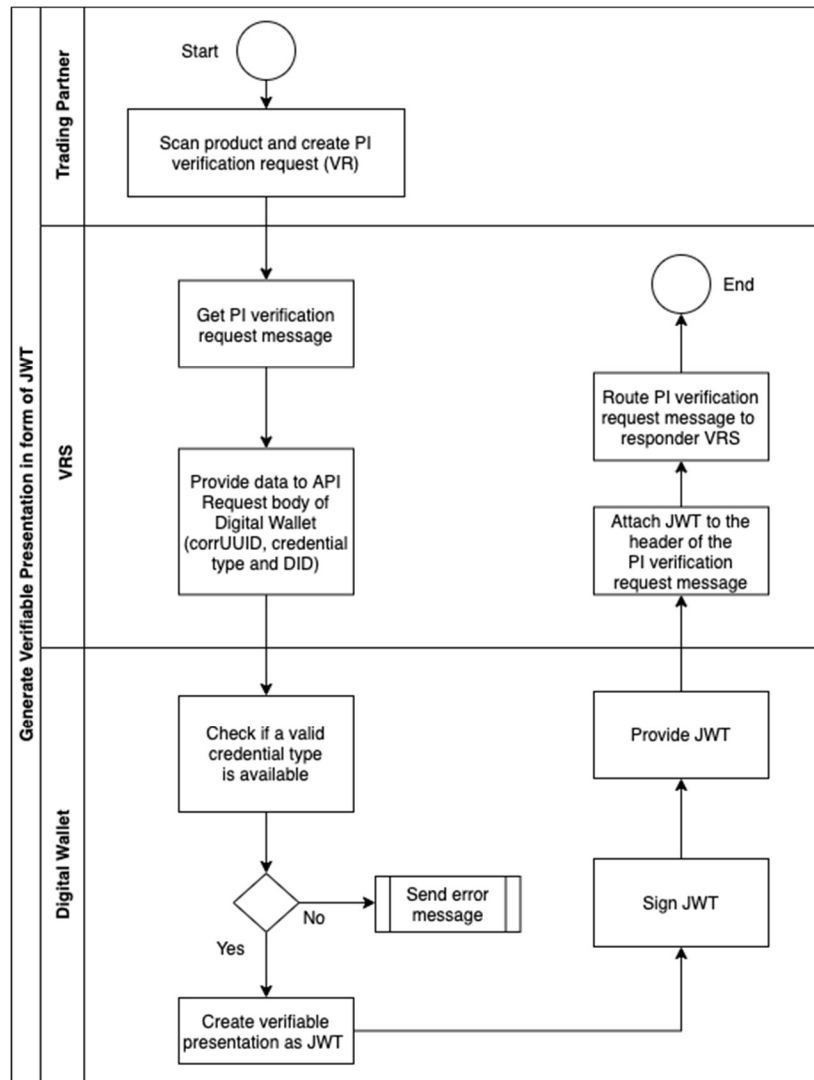 Generate Verifiable Presentation in form of JWT
Trading Partner
Start
Scan product and create PI
verification request (VR)
VRS
Get PI verification
request message
Provide data to API
Request body of
Digital Wallet
(corrUUID, credential
type and DID)
End
Route PI verification
request message to
responder VRS
Attach JWT to the
header of the
PI verification
request message
Digital Wallet
Check if a valid
credential type
is available
No
Yes
Send error
message
Create verifiable
presentation as JWT
Provide JWT
Sign JWT